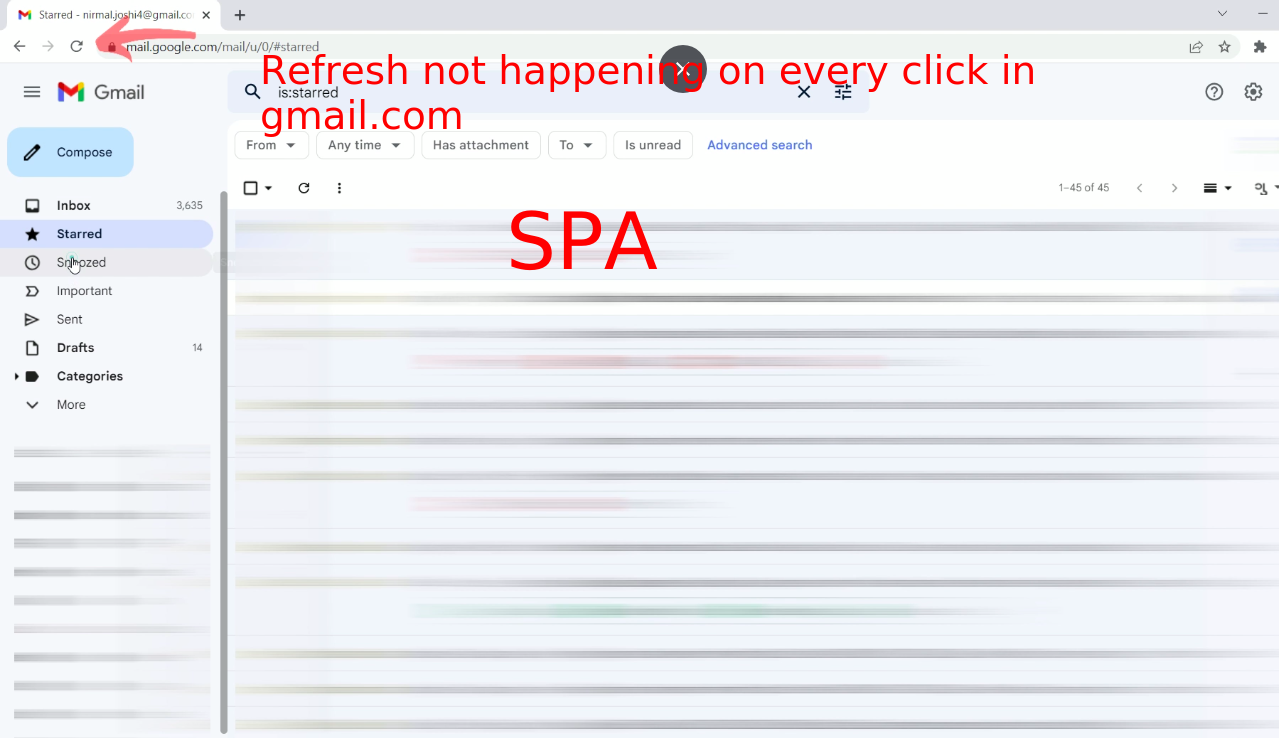 Starred - nirmal.joshi4@gmail.co
mail.google.com/mail/u/0/#starred
Refresh not happening on every click in
gmail.com
Gmail
is:starred
Compose
From Any time Has attachment To Is unread Advanced search
1–45 of 45
SPA
Inbox 3,635
Starred
Snoozed
Important
Sent
Drafts 14
Categories
More